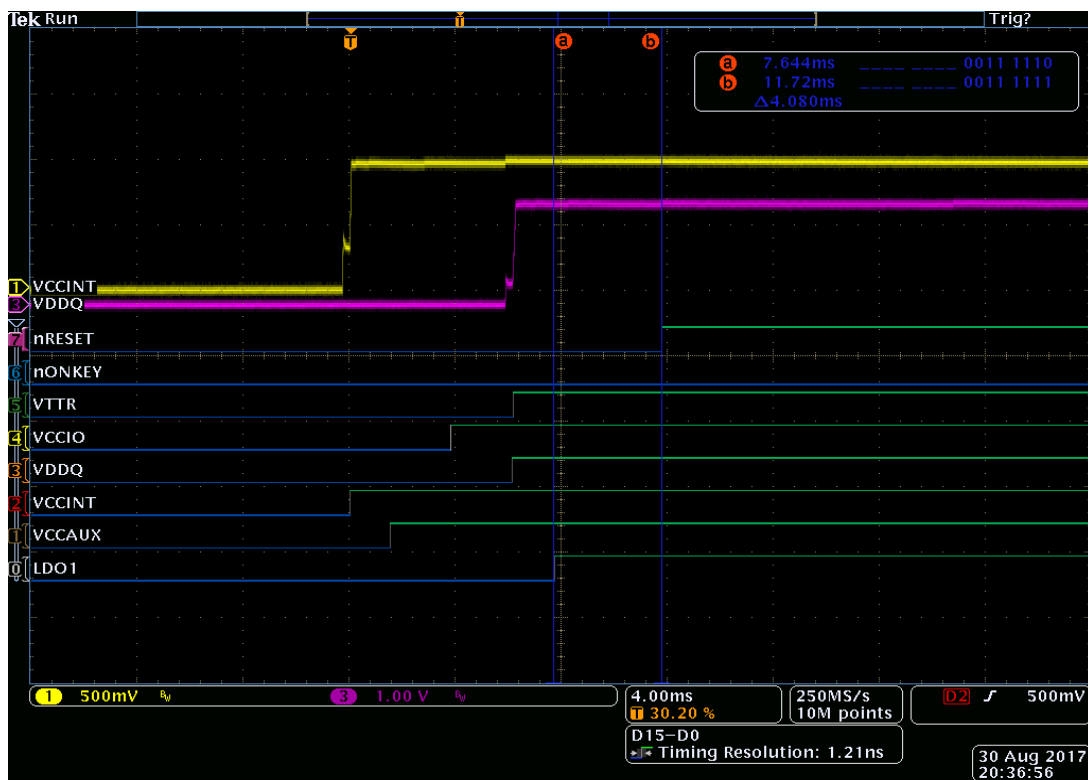 Tek Run Trig?
T
T a b
a 7.644ms ____ ____ 0011 1110
b 11.72ms ____ ____ 0011 1111
Δ4.080ms
1 VCCINT
3 VDDQ
7 nRESET
6 nONKEY
5 VTTR
4 VCCIO
3 VDDQ
2 VCCINT
1 VCCAUX
0 LDO1
1 500mV BW 3 1.00 V BW 4.00ms 250MS/s D2 500mV
T 30.20 % 10M points
D15-D0
Timing Resolution: 1.21ns
30 Aug 2017
20:36:56